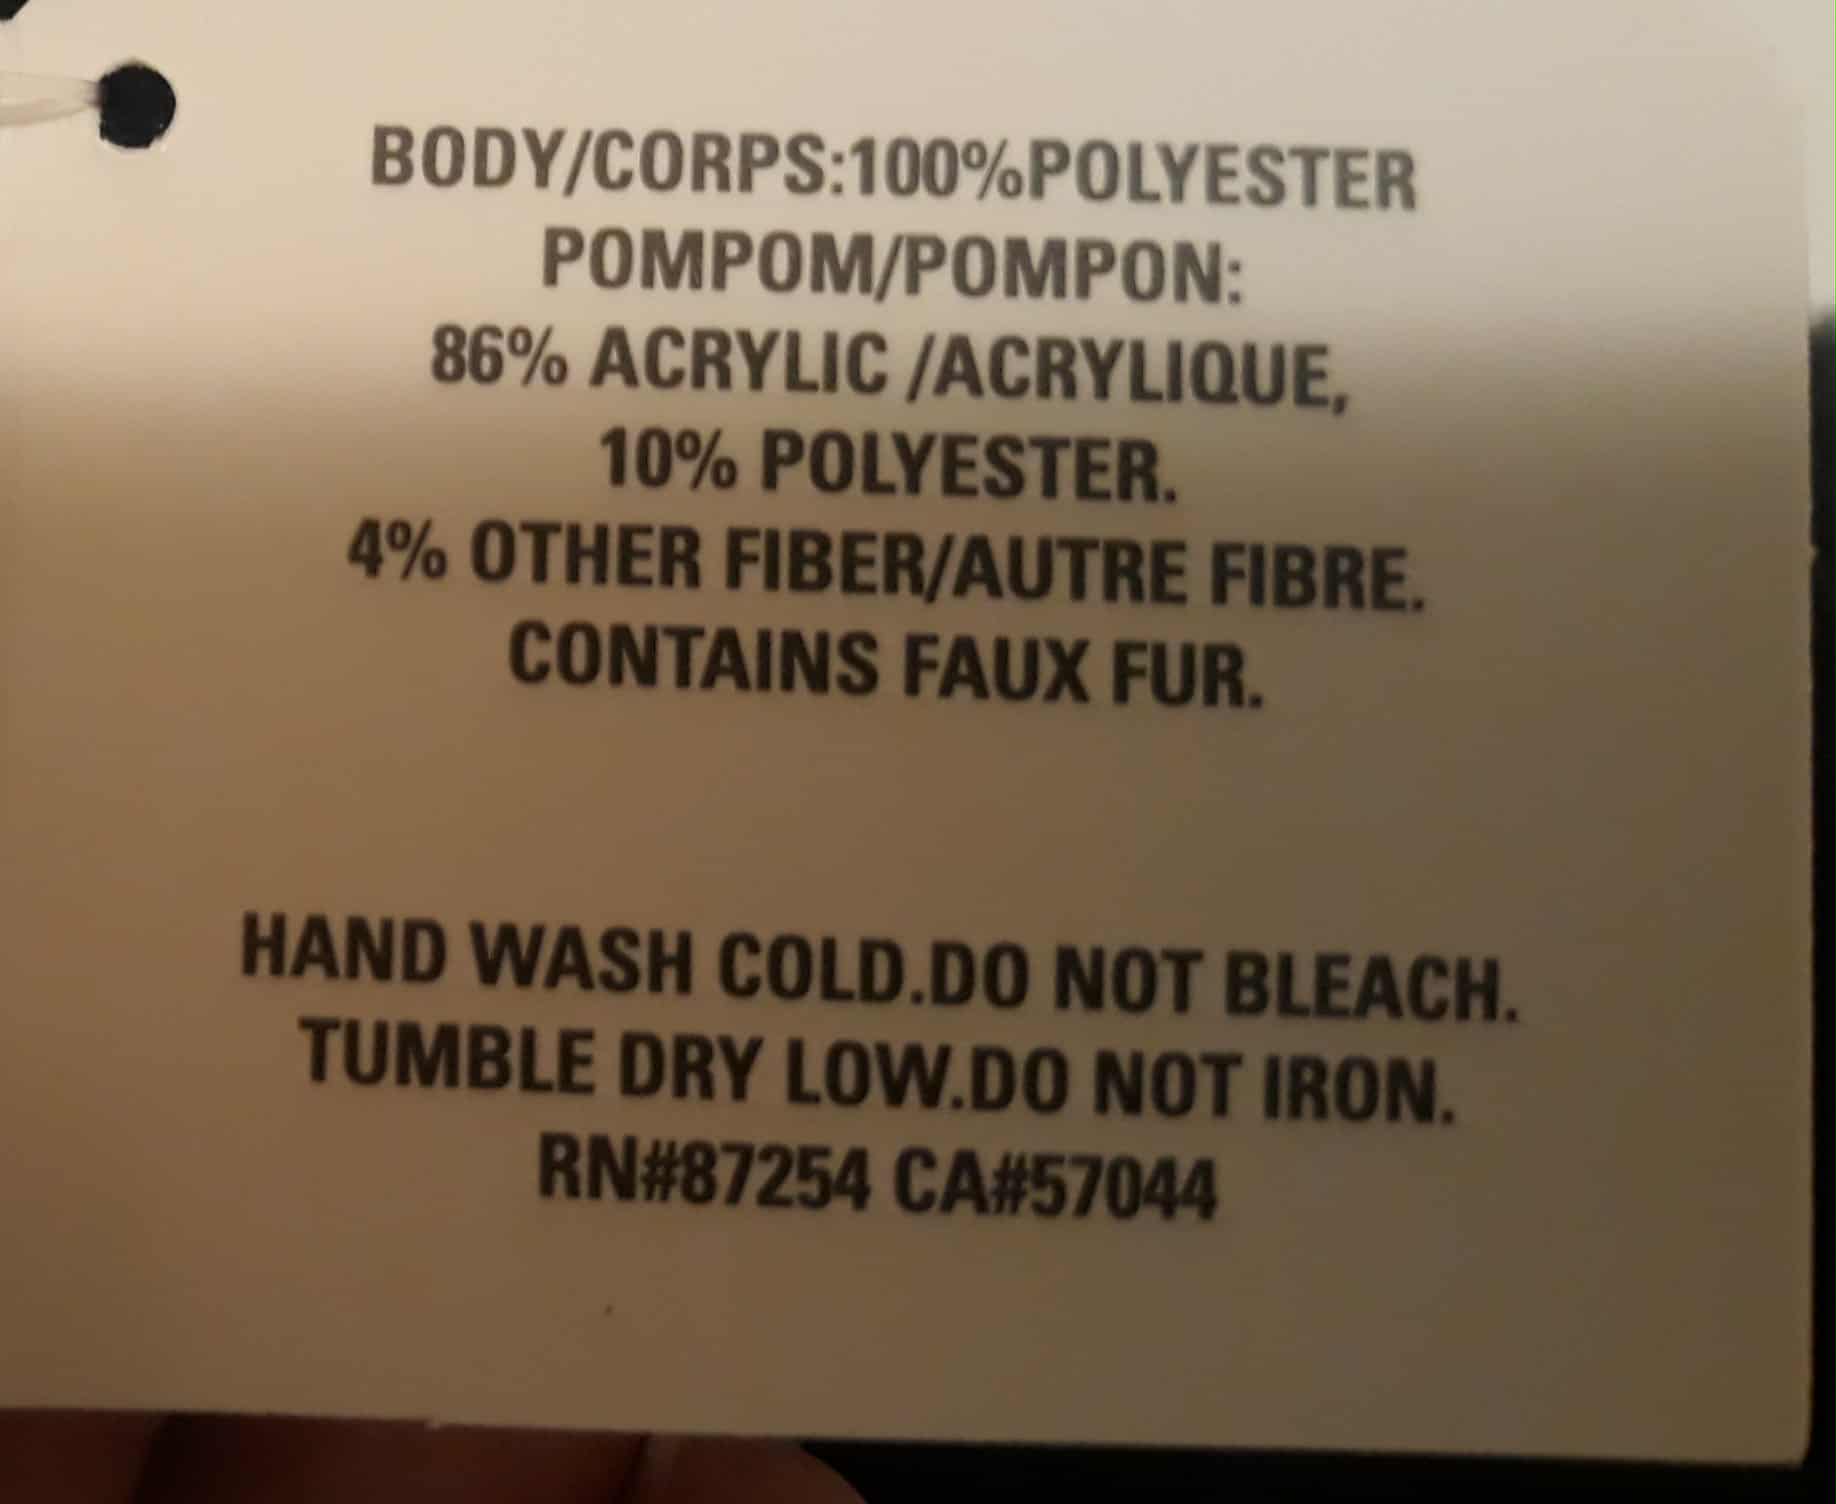 BODY/CORPS:100%POLYESTER
POMPOM/POMPON:
86% ACRYLIC /ACRYLIQUE,
10% POLYESTER.
4% OTHER FIBER/AUTRE FIBRE.
CONTAINS FAUX FUR.
HAND WASH COLD.DO NOT BLEACH.
TUMBLE DRY LOW.DO NOT IRON.
RN#87254 CA#57044